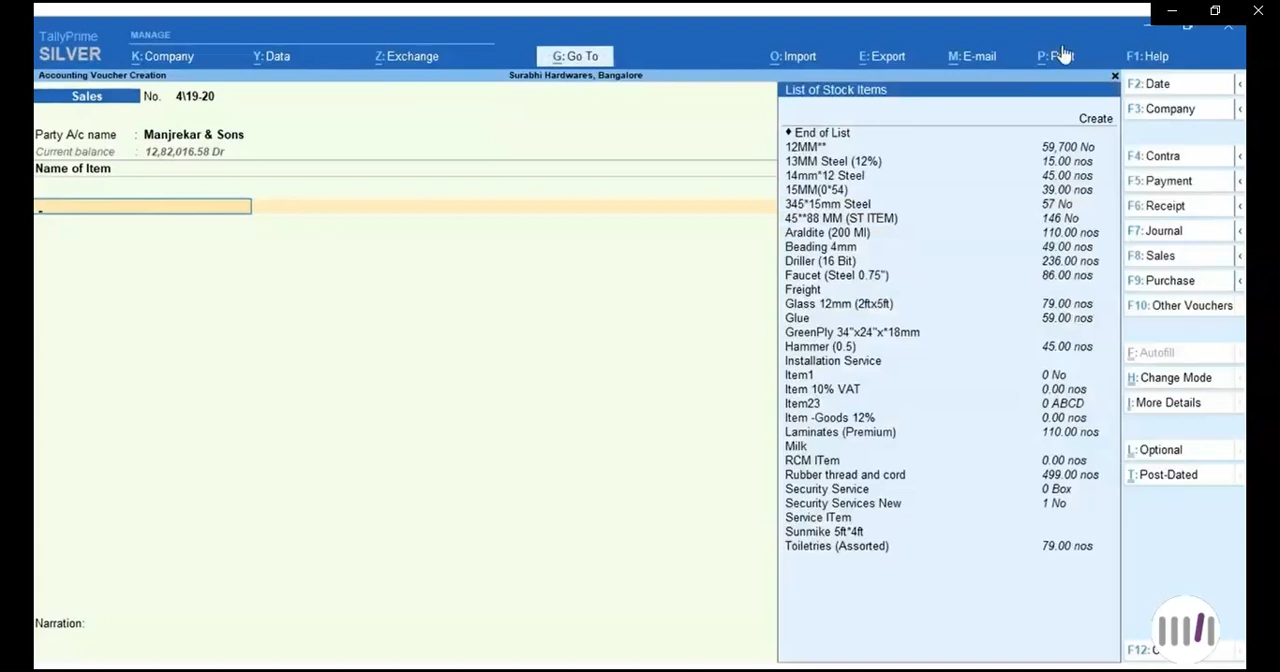 TallyPrime
MANAGE
SILVER
K: Company
Y: Data
Z: Exchange
G: Go To
O: Import
E: Export
M: E-mail
F1: Help
Accounting Voucher Creation
Surabhi Hardwares, Bangalore
Sales No. 4\19-20
Party A/c name : Manjrekar & Sons
Current balance : 12,82,016.58 Dr
Name of Item
Narration:
List of Stock Items
Create
♦ End of List
12MM** 59,700 No
13MM Steel (12%) 15.00 nos
14mm*12 Steel 45.00 nos
15MM(0*54) 39.00 nos
345*15mm Steel 57 No
45**88 MM (ST ITEM) 146 No
Araldite (200 Ml) 110.00 nos
Beading 4mm 49.00 nos
Driller (16 Bit) 236.00 nos
Faucet (Steel 0.75") 86.00 nos
Freight
Glass 12mm (2ftx5ft) 79.00 nos
Glue 59.00 nos
GreenPly 34"x24"x*18mm
Hammer (0.5) 45.00 nos
Installation Service
Item1 0 No
Item 10% VAT 0.00 nos
Item23 0 ABCD
Item -Goods 12% 0.00 nos
Laminates (Premium) 110.00 nos
Milk
RCM ITem 0.00 nos
Rubber thread and cord 499.00 nos
Security Service 0 Box
Security Services New 1 No
Service ITem
Sunmike 5ft*4ft
Toiletries (Assorted) 79.00 nos
F2: Date
F3: Company
F4: Contra
F5: Payment
F6: Receipt
F7: Journal
F8: Sales
F9: Purchase
F10: Other Vouchers
F: Autofill
H: Change Mode
I: More Details
L: Optional
T: Post-Dated
F12: